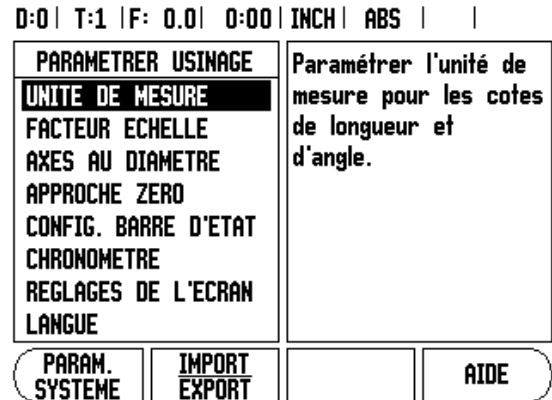 D:0 | T:1 | F: 0.0 | 0:00 | INCH | ABS | |
PARAMETRER USINAGE
UNITE DE MESURE
FACTEUR ECHELLE
AXES AU DIAMETRE
APPROCHE ZERO
CONFIG. BARRE D'ETAT
CHRONOMETRE
REGLAGES DE L'ECRAN
LANGUE
Paramétrer l'unité de
mesure pour les cotes
de longueur et
d'angle.
PARAM.
SYSTEME
IMPORT
EXPORT
AIDE